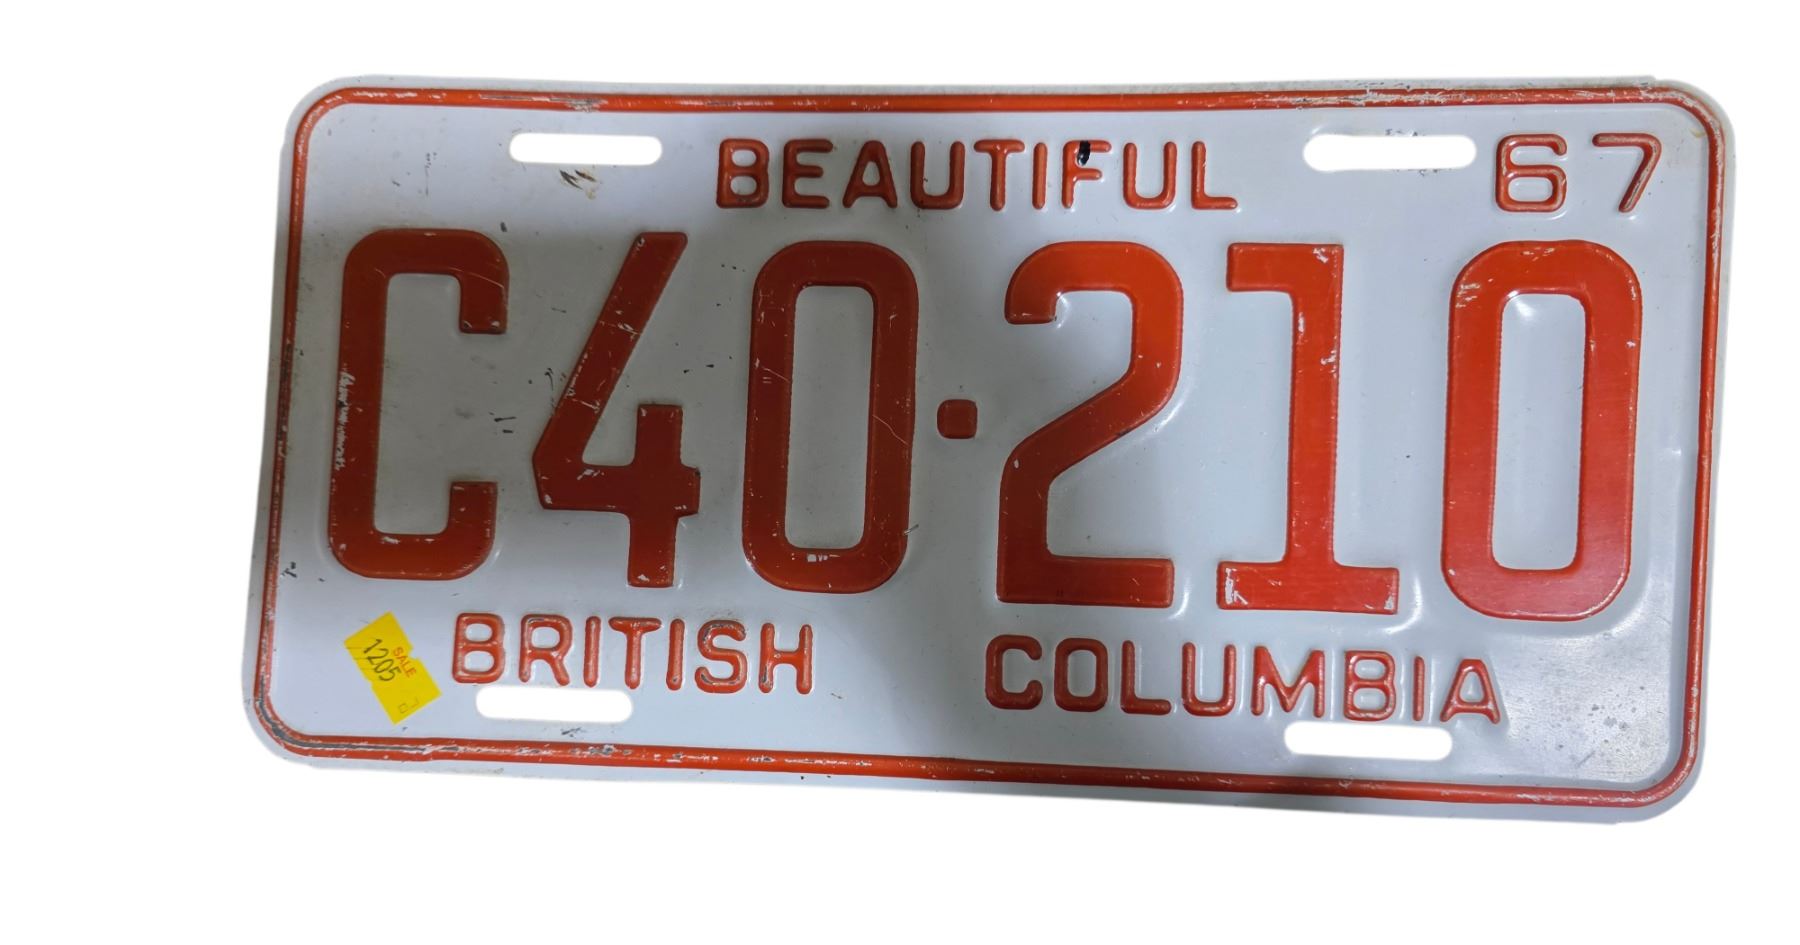 BEAUTIFUL 67
C40·210
BRITISH COLUMBIA
SALE
1205